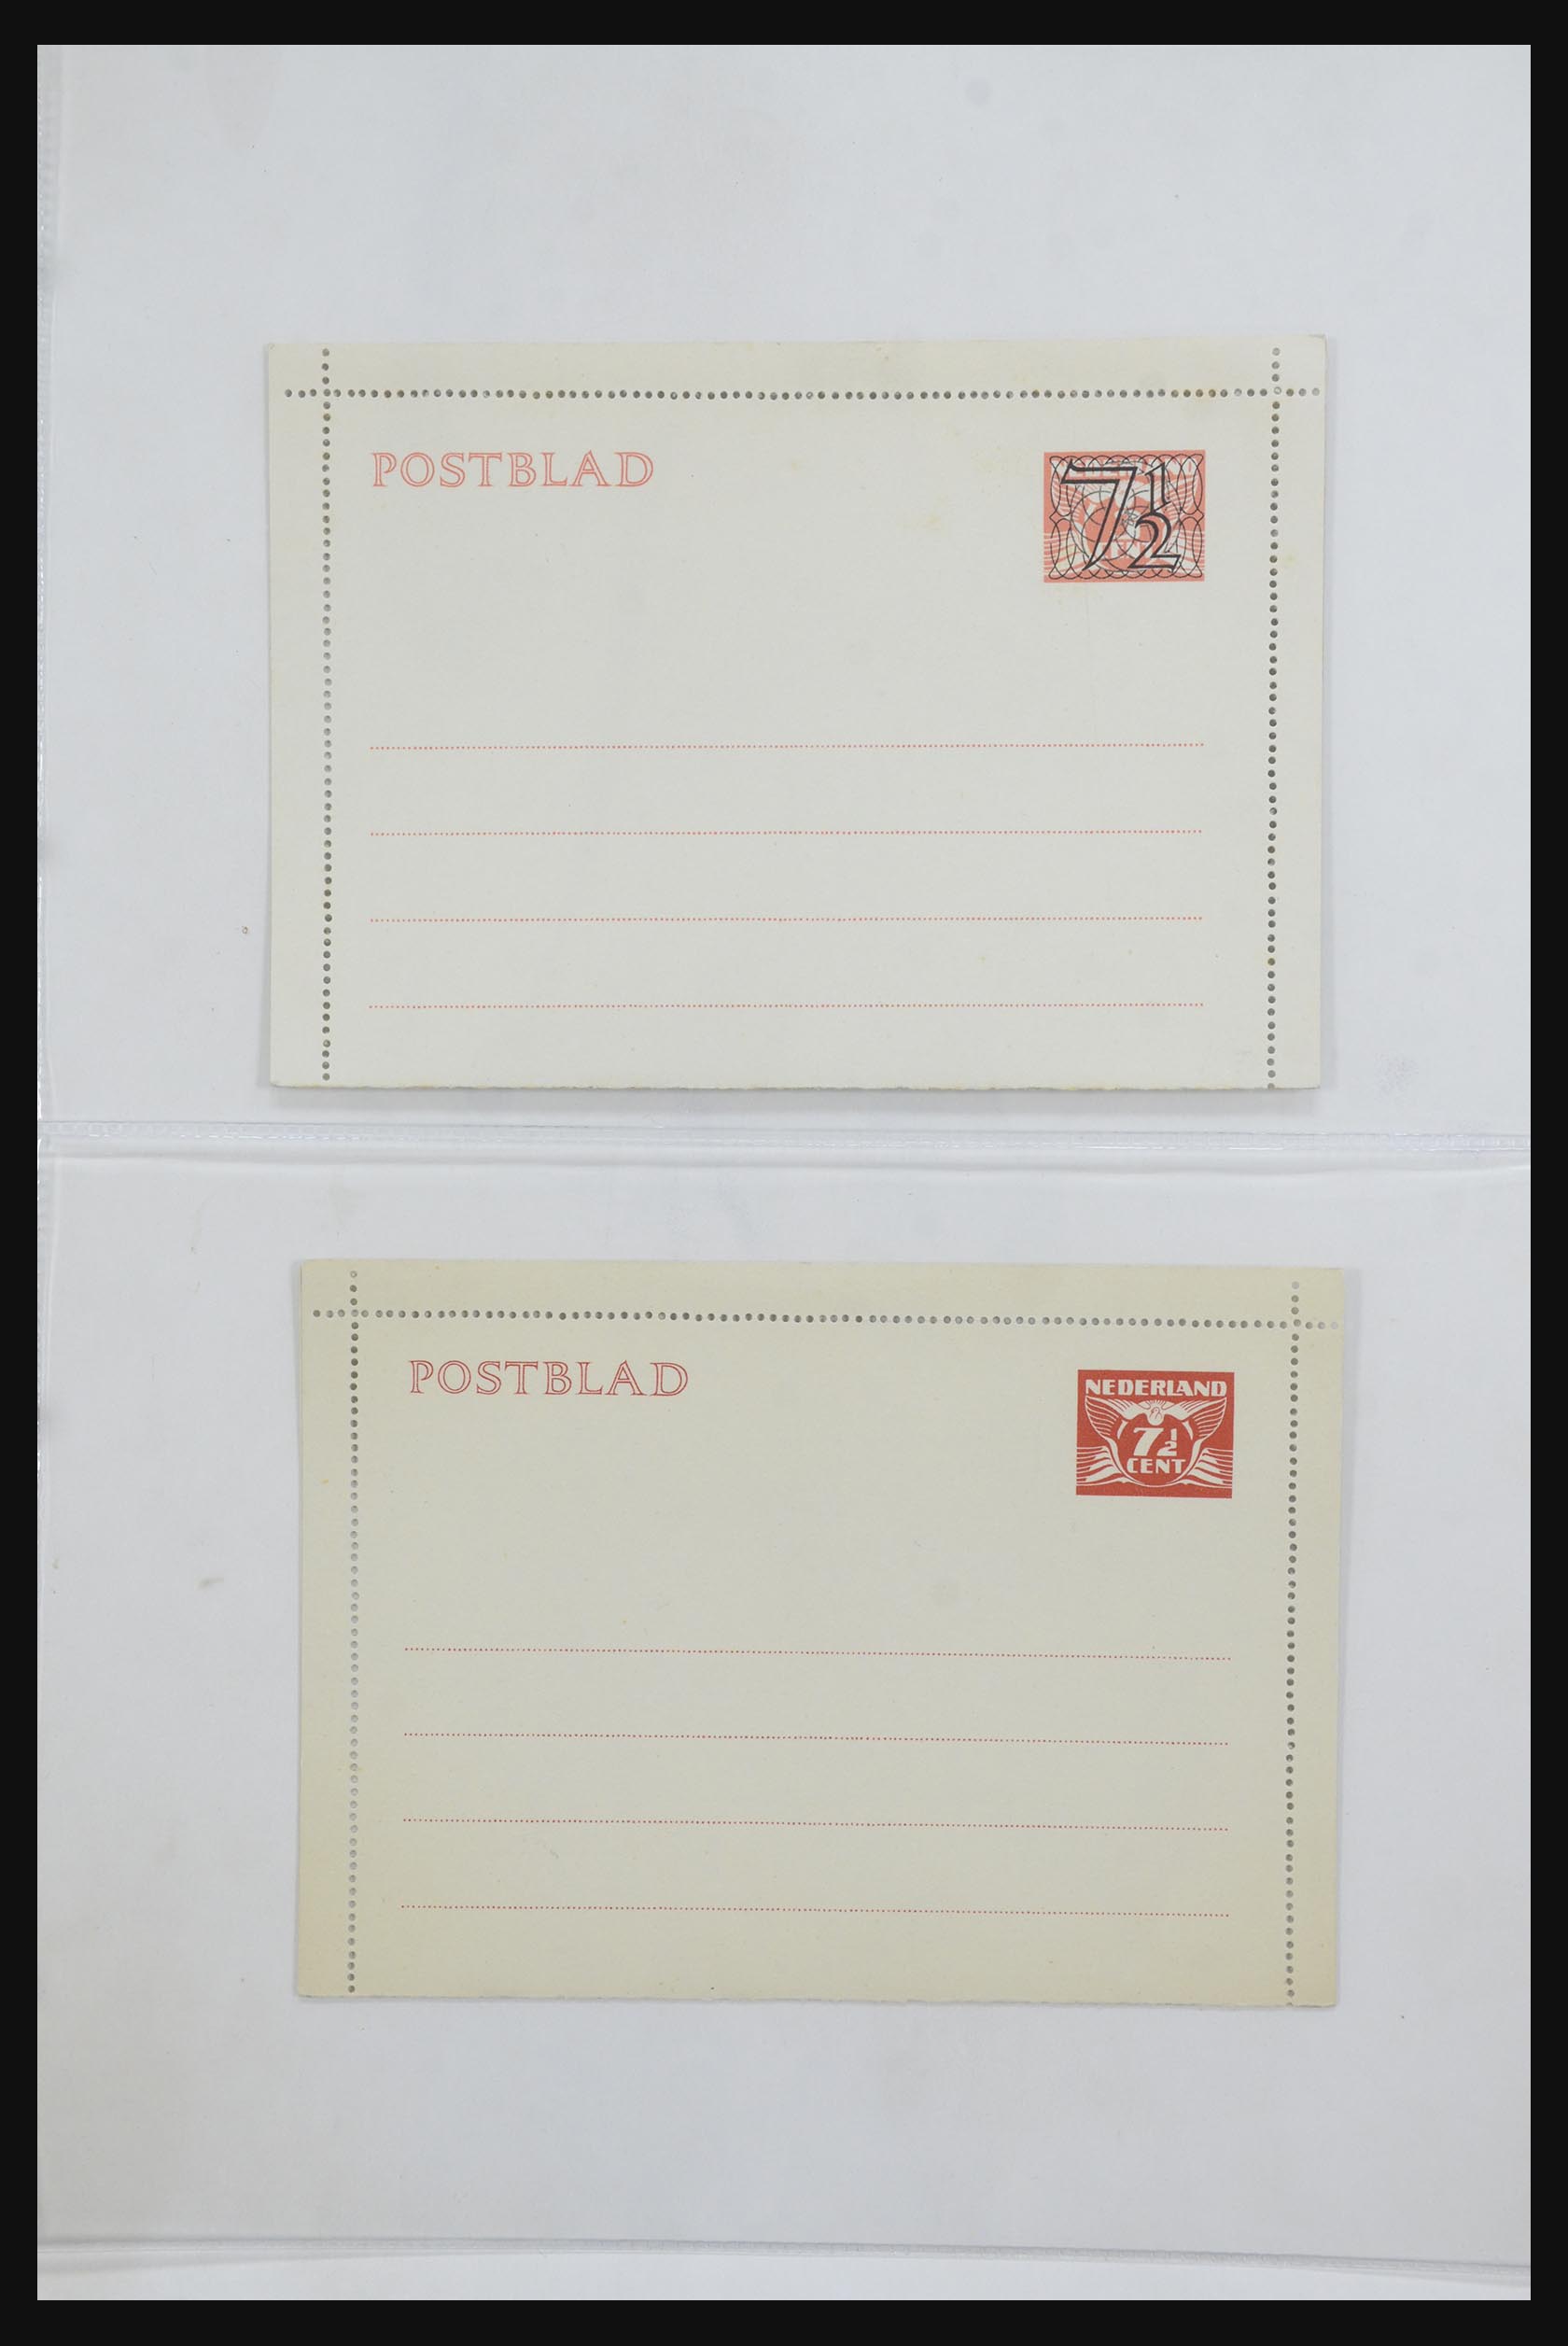 POSTBLAD
7½
POSTBLAD
NEDERLAND
7½
CENT